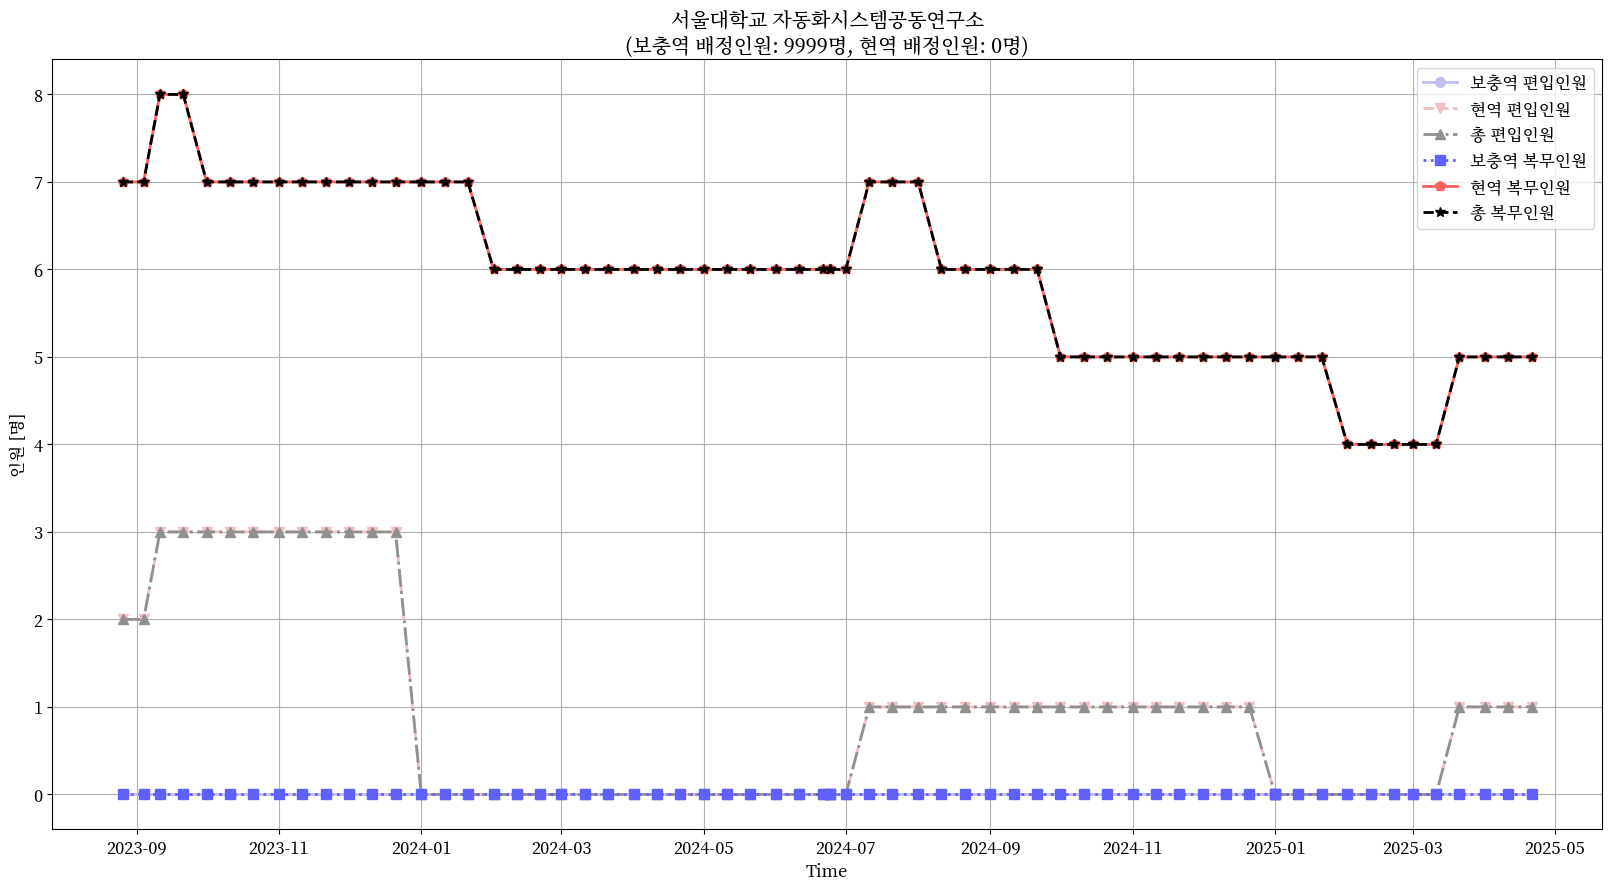 서울대학교 자동화시스템공동연구소
(보충역 배정인원: 9999명, 현역 배정인원: 0명)
보충역 편입인원
현역 편입인원
총 편입인원
보충역 복무인원
현역 복무인원
총 복무인원
8
7
6
5
4
3
2
1
0
인원 [명]
2023-09
2023-11
2024-01
2024-03
2024-05
2024-07
2024-09
2024-11
2025-01
2025-03
2025-05
Time